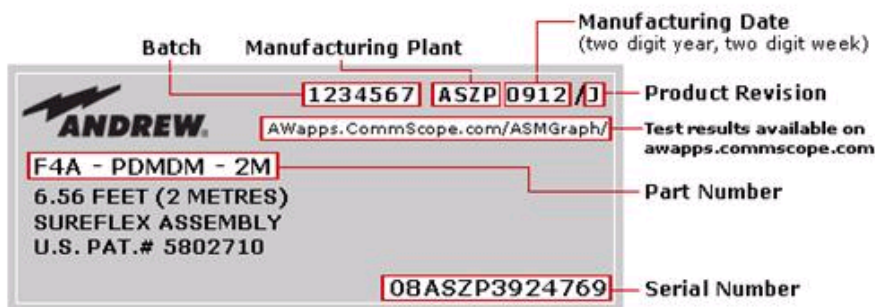 Manufacturing Date
(two digit year, two digit week)
Batch Manufacturing Plant
1234567 ASZP 0912 /J Product Revision
ANDREW.
AWapps.CommScope.com/ASMGraph/ Test results available on
awapps.commscope.com
F4A - PDMDM - 2M
6.56 FEET (2 METRES) Part Number
SUREFLEX ASSEMBLY
U.S. PAT.# 5802710
08ASZP3924769 Serial Number